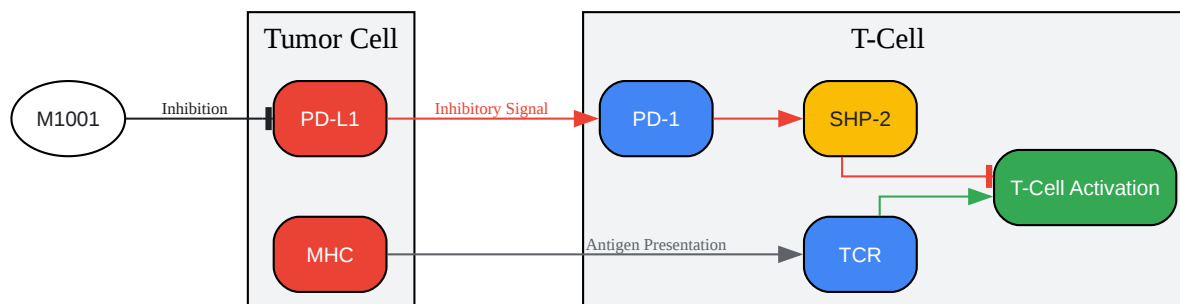 Tumor Cell
T-Cell
M1001
Inhibition
PD-L1
Inhibitory Signal
PD-1
SHP-2
T-Cell Activation
MHC
Antigen Presentation
TCR